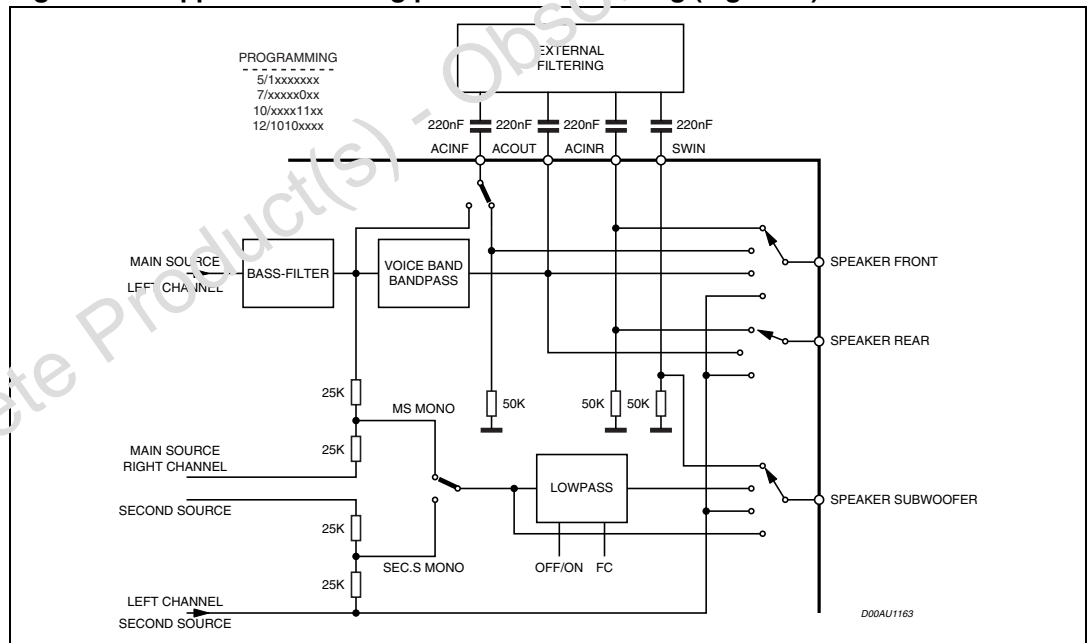 EXTERNAL
FILTERING
PROGRAMMING
5/1xxxxxxx
7/xxxxx0xx
10/xxxx11xx
12/1010xxxx
220nF 220nF 220nF 220nF
ACINF ACOUT ACINR SWIN
MAIN SOURCE
LEFT CHANNEL
BASS-FILTER
VOICE BAND
BANDPASS
SPEAKER FRONT
SPEAKER REAR
25K
MS MONO
50K 50K 50K
25K
MAIN SOURCE
RIGHT CHANNEL
LOWPASS
SECOND SOURCE
SPEAKER SUBWOOFER
25K
SEC.S MONO
OFF/ON FC
25K
LEFT CHANNEL
SECOND SOURCE
D00AU1163
ete Product(s) - Obso